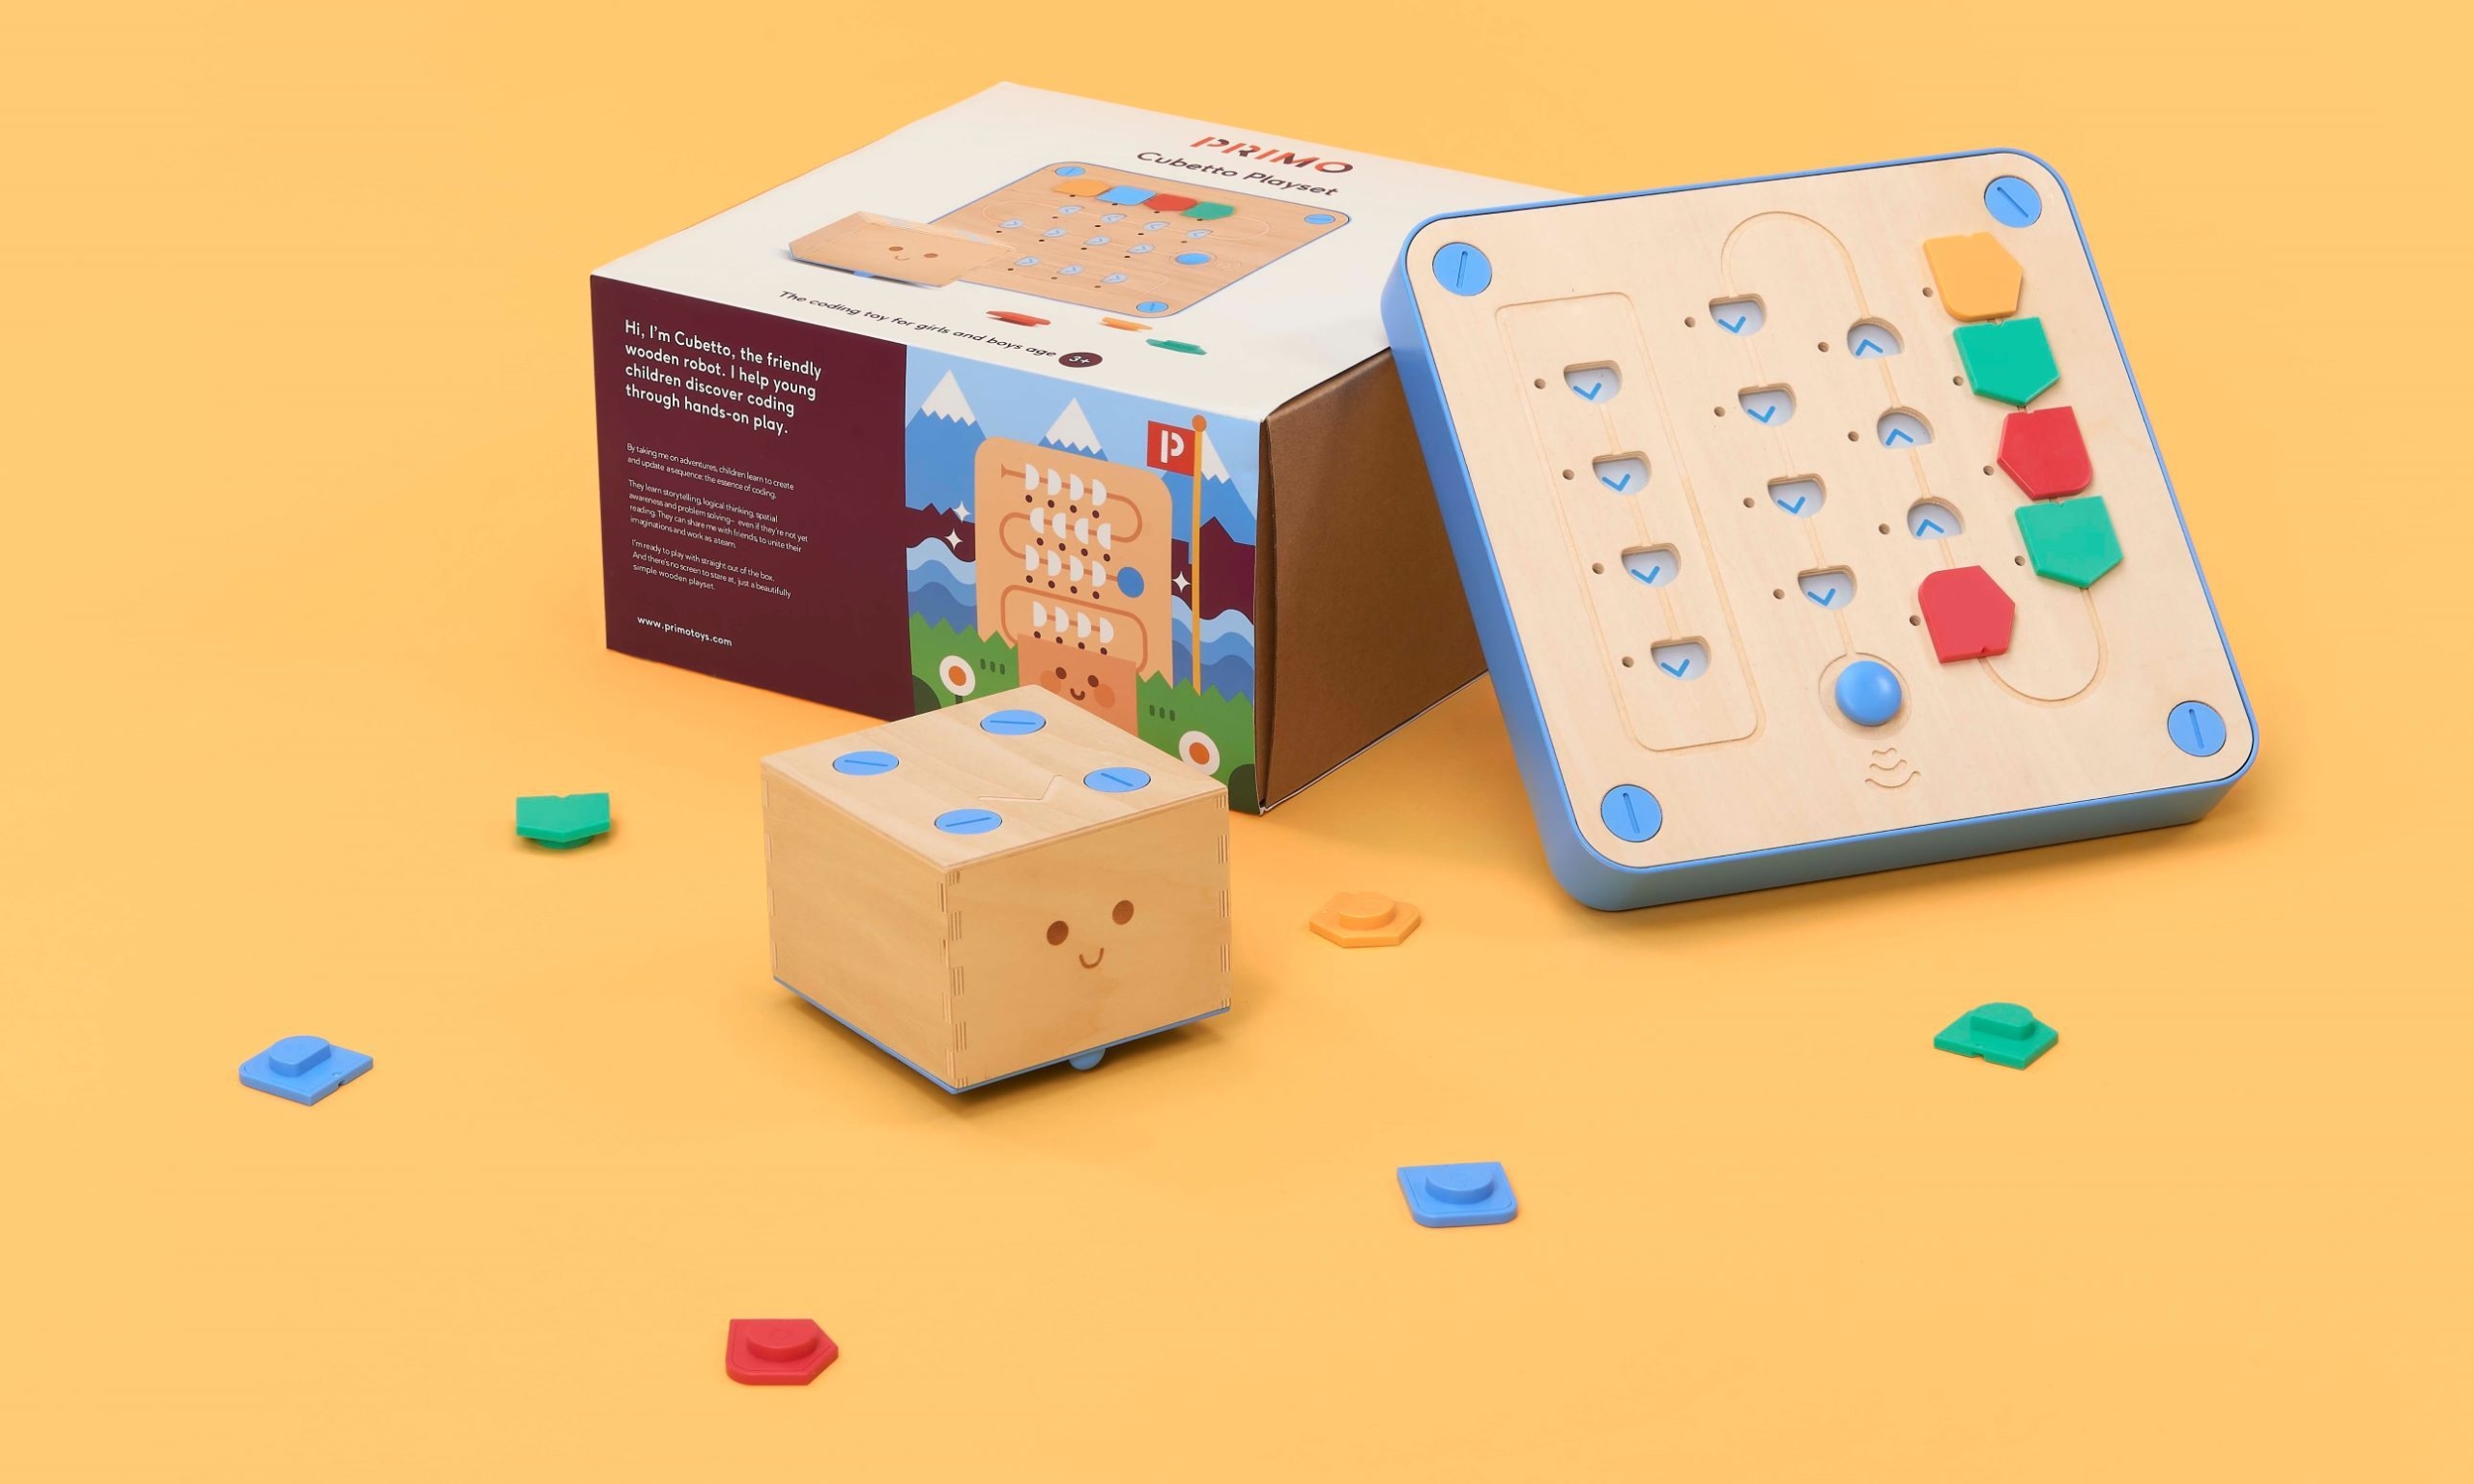 PRIMO
Cubetto Playset
The coding toy for girls and boys age 3+
Hi, I'm Cubetto, the friendly
wooden robot. I help young
children discover coding
through hands-on play.
By taking me on adventures, children learn to create
and update a sequence: the essence of coding.
They learn storytelling, logical thinking, spatial
awareness and problem solving– even if they're not yet
reading. They can share me with friends, to unite their
imaginations and work as a team.
I'm ready to play with straight out of the box.
And there's no screen to stare at, just a beautifully
simple wooden playset.
www.primotoys.com
P